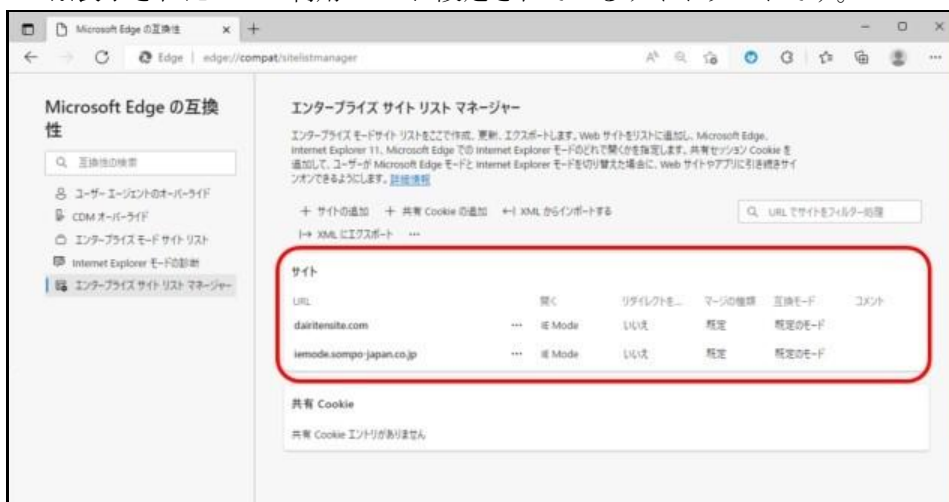 Microsoft Edge の互換性
Edge | edge://compat/sitelistmanager
Microsoft Edge の互換
性
互換性の検索
ユーザー エージェントのオーバーライド
CDM オーバーライド
エンタープライズ モード サイト リスト
Internet Explorer モードの診断
エンタープライズ サイト リスト マネージャー
エンタープライズ サイト リスト マネージャー
エンタープライズ モードサイト リストをここで作成、更新、エクスポートします。Web サイトをリストに追加し、Microsoft Edge、
Internet Explorer 11、Microsoft Edge での Internet Explorer モードのどれで開くかを指定します。共有セッション Cookie を
追加して、ユーザーが Microsoft Edge モードと Internet Explorer モードを切り替えた場合に、Web サイトやアプリに引き続きサイ
ンオンできるようにします。詳細情報
+ サイトの追加 + 共有 Cookie の追加 XML からインポートする
URL でサイトをフィルター処理
XML にエクスポート ...
サイト
URL 開く リダイレクトを... マージの種類 互換モード コメント
dairitensite.com ... IE Mode いいえ 既定 既定のモード
iemode.sompo-japan.co.jp ... IE Mode いいえ 既定 既定のモード
共有 Cookie
共有 Cookie エントリがありません